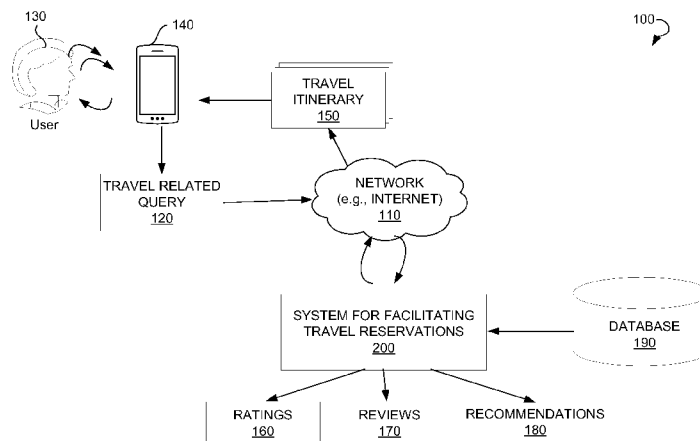 130
140
100
User
TRAVEL
ITINERARY
150
TRAVEL RELATED
QUERY
120
NETWORK
(e.g., INTERNET)
110
SYSTEM FOR FACILITATING
TRAVEL RESERVATIONS
200
DATABASE
190
RATINGS
160
REVIEWS
170
RECOMMENDATIONS
180